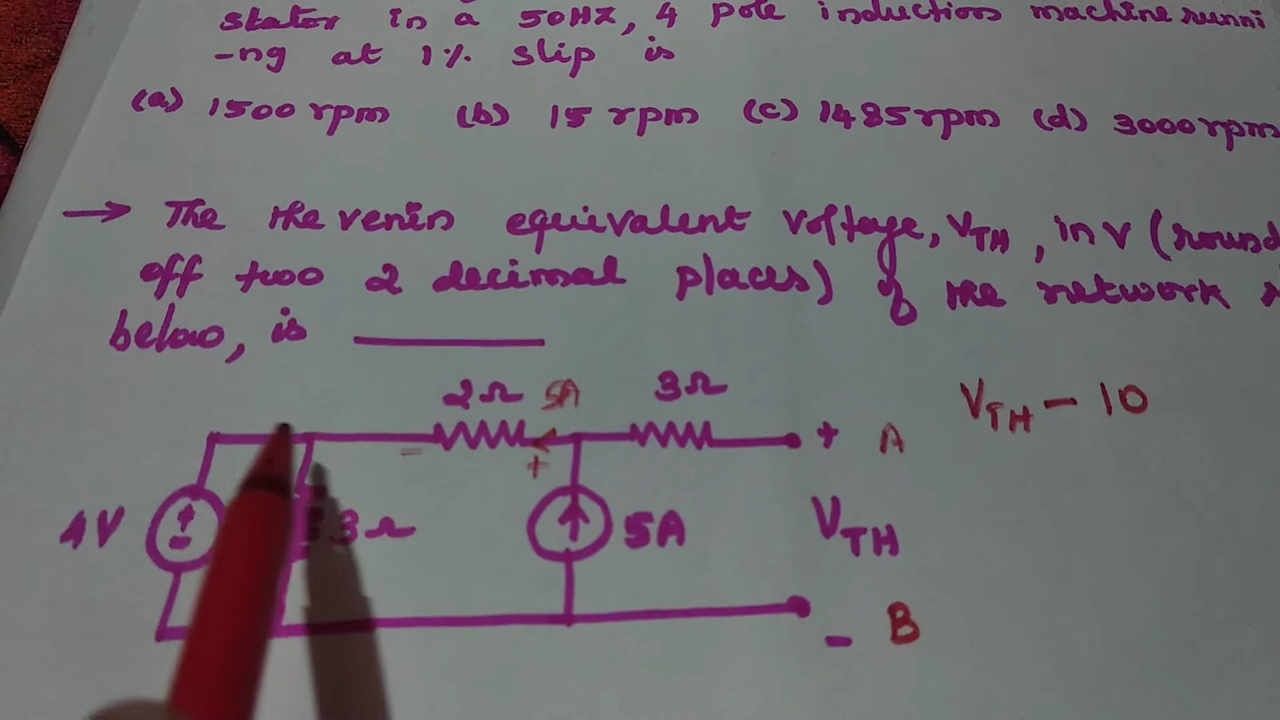 stator in a 50HZ, 4 pole induction machine runni
-ng at 1% slip is
(a) 1500 rpm (b) 15 rpm (c) 1485 rpm (d) 3000 rpm
→ The thevenin equivalent voltage, VTH, in V (round
off two 2 decimal places) of the network
below, is
2Ω 5A 3Ω
VTH - 10
- + + A
4V + - 3Ω 5A VTH
- B